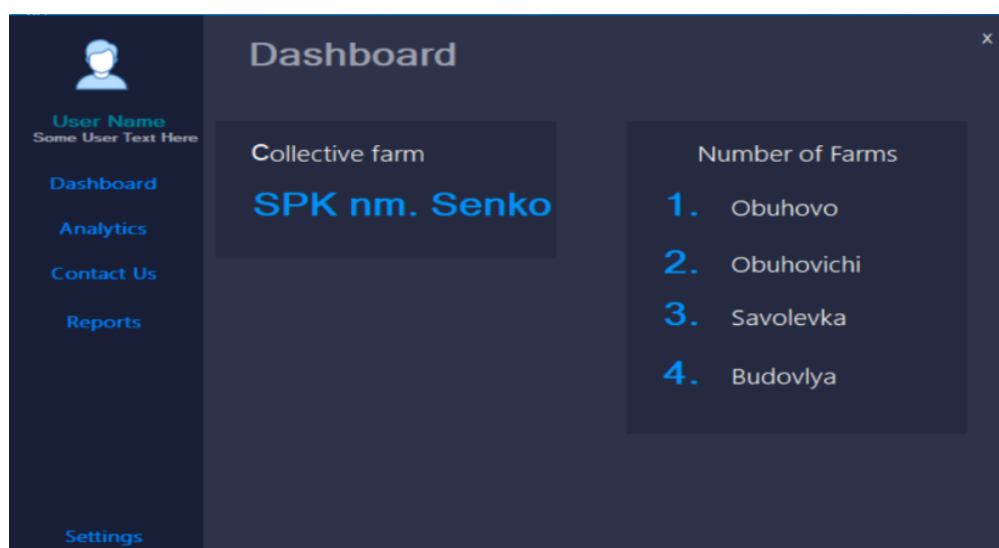 Dashboard
x
User Name
Some User Text Here
Dashboard
Analytics
Contact Us
Reports
Settings
Collective farm
SPK nm. Senko
Number of Farms
1. Obuhovo
2. Obuhovichi
3. Savolevka
4. Budovlya